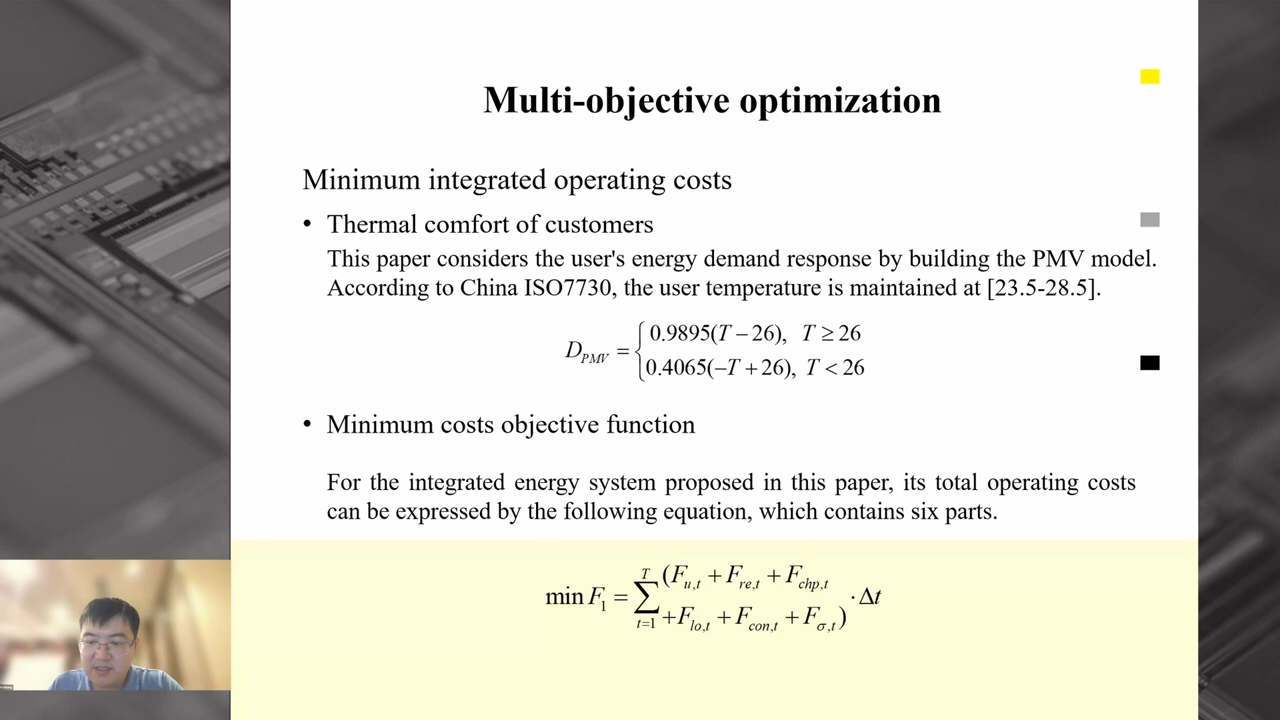 Multi-objective optimization
Minimum integrated operating costs
• Thermal comfort of customers
This paper considers the user's energy demand response by building the PMV model.
According to China ISO7730, the user temperature is maintained at [23.5-28.5].
D_{PMV} = { 0.9895(T − 26), T ≥ 26
0.4065(−T + 26), T < 26
• Minimum costs objective function
For the integrated energy system proposed in this paper, its total operating costs
can be expressed by the following equation, which contains six parts.
min F_1 = \sum_{t=1}^{T} (F_{u,t} + F_{re,t} + F_{chp,t}
+F_{lo,t} + F_{con,t} + F_{σ,t}) · Δt